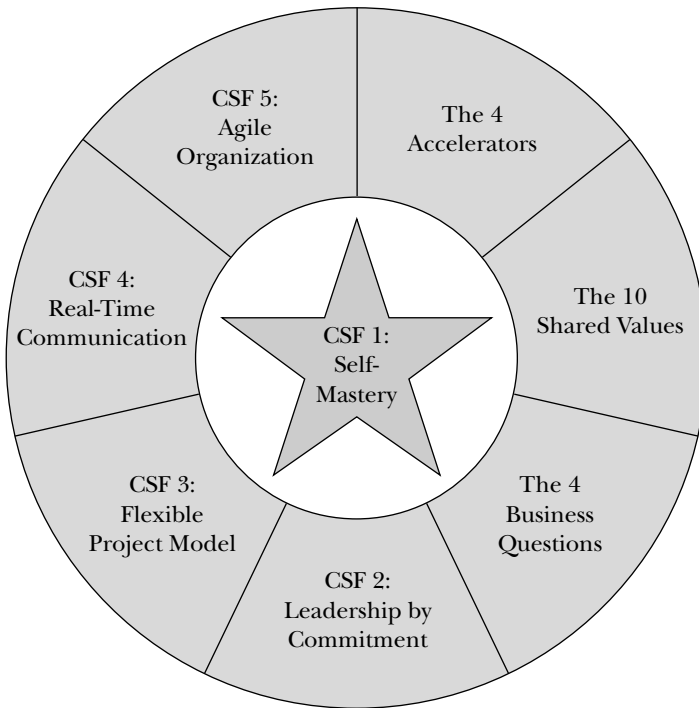 CSF 5:
Agile
Organization
The 4
Accelerators
The 10
Shared Values
The 4
Business
Questions
CSF 2:
Leadership by
Commitment
CSF 3:
Flexible
Project Model
CSF 4:
Real-Time
Communication
CSF 1:
Self-
Mastery